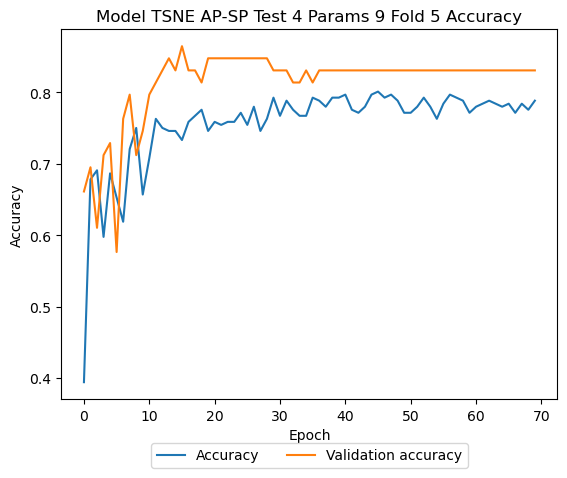 Model TSNE AP-SP Test 4 Params 9 Fold 5 Accuracy
0.8
0.7
0.6
0.5
0.4
Accuracy
0 10 20 30 40 50 60 70
Epoch
Accuracy Validation accuracy